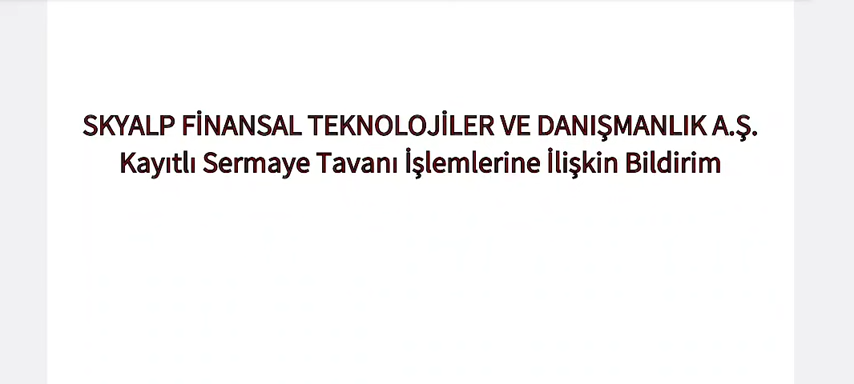 SKYALP FİNANSAL TEKNOLOJİLER VE DANIŞMANLIK A.Ş.
Kayıtlı Sermaye Tavanı İşlemlerine İlişkin Bildirim